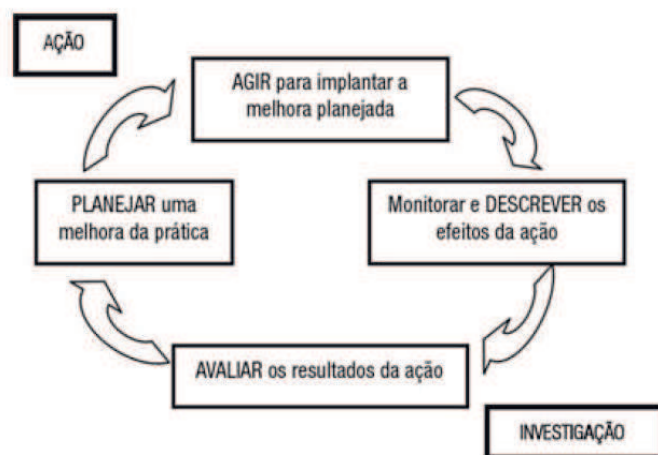 AÇÃO
AGIR para implantar a
melhora planejada
PLANEJAR uma
melhora da prática
Monitorar e DESCREVER os
efeitos da ação
AVALIAR os resultados da ação
INVESTIGAÇÃO